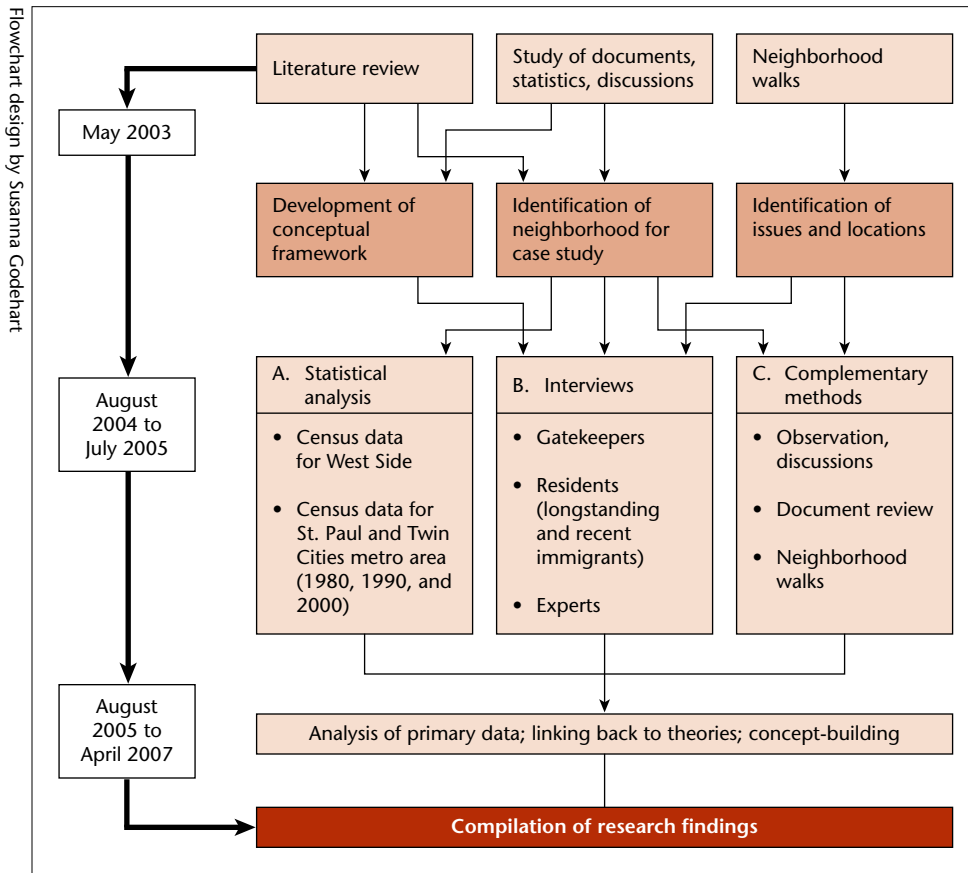 Flowchart design by Susanna Godehart
Literature review
Study of documents,
statistics, discussions
Neighborhood
walks
May 2003
Development of
conceptual
framework
Identification of
neighborhood for
case study
Identification of
issues and locations
August
2004 to
July 2005
A. Statistical
analysis
• Census data
for West Side
• Census data for
St. Paul and Twin
Cities metro area
(1980, 1990, and
2000)
B. Interviews
• Gatekeepers
• Residents
(longstanding
and recent
immigrants)
• Experts
C. Complementary
methods
• Observation,
discussions
• Document review
• Neighborhood
walks
August
2005 to
April 2007
Analysis of primary data; linking back to theories; concept-building
Compilation of research findings